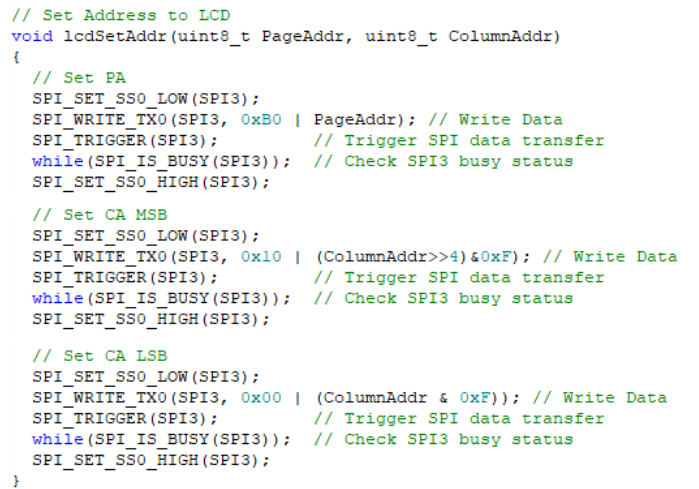 // Set Address to LCD
void lcdSetAddr(uint8_t PageAddr, uint8_t ColumnAddr)
{
  // Set PA
  SPI_SET_SS0_LOW(SPI3);
  SPI_WRITE_TX0(SPI3, 0xB0 | PageAddr); // Write Data
  SPI_TRIGGER(SPI3);         // Trigger SPI data transfer
  while(SPI_IS_BUSY(SPI3));  // Check SPI3 busy status
  SPI_SET_SS0_HIGH(SPI3);
  // Set CA MSB
  SPI_SET_SS0_LOW(SPI3);
  SPI_WRITE_TX0(SPI3, 0x10 | (ColumnAddr>>4)&0xF); // Write Data
  SPI_TRIGGER(SPI3);         // Trigger SPI data transfer
  while(SPI_IS_BUSY(SPI3));  // Check SPI3 busy status
  SPI_SET_SS0_HIGH(SPI3);
  // Set CA LSB
  SPI_SET_SS0_LOW(SPI3);
  SPI_WRITE_TX0(SPI3, 0x00 | (ColumnAddr & 0xF)); // Write Data
  SPI_TRIGGER(SPI3);         // Trigger SPI data transfer
  while(SPI_IS_BUSY(SPI3));  // Check SPI3 busy status
  SPI_SET_SS0_HIGH(SPI3);
}